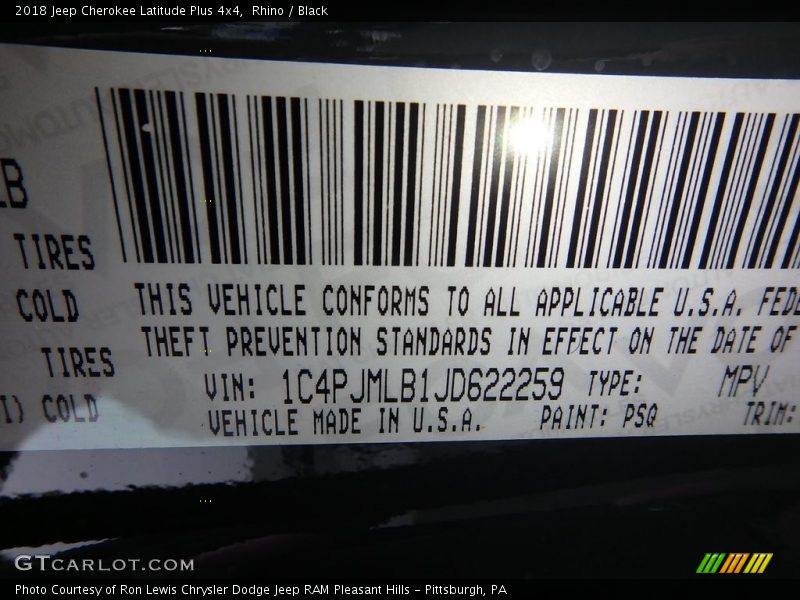 2018 Jeep Cherokee Latitude Plus 4x4, Rhino / Black
LB
TIRES
COLD
THIS VEHICLE CONFORMS TO ALL APPLICABLE U.S.A. FEDE
THEFT PREVENTION STANDARDS IN EFFECT ON THE DATE OF
TIRES
VIN: 1C4PJMLB1JD622259 TYPE: MPV
I) COLD
VEHICLE MADE IN U.S.A. PAINT: PSQ TRIM:
GTCARLOT.COM
Photo Courtesy of Ron Lewis Chrysler Dodge Jeep RAM Pleasant Hills - Pittsburgh, PA